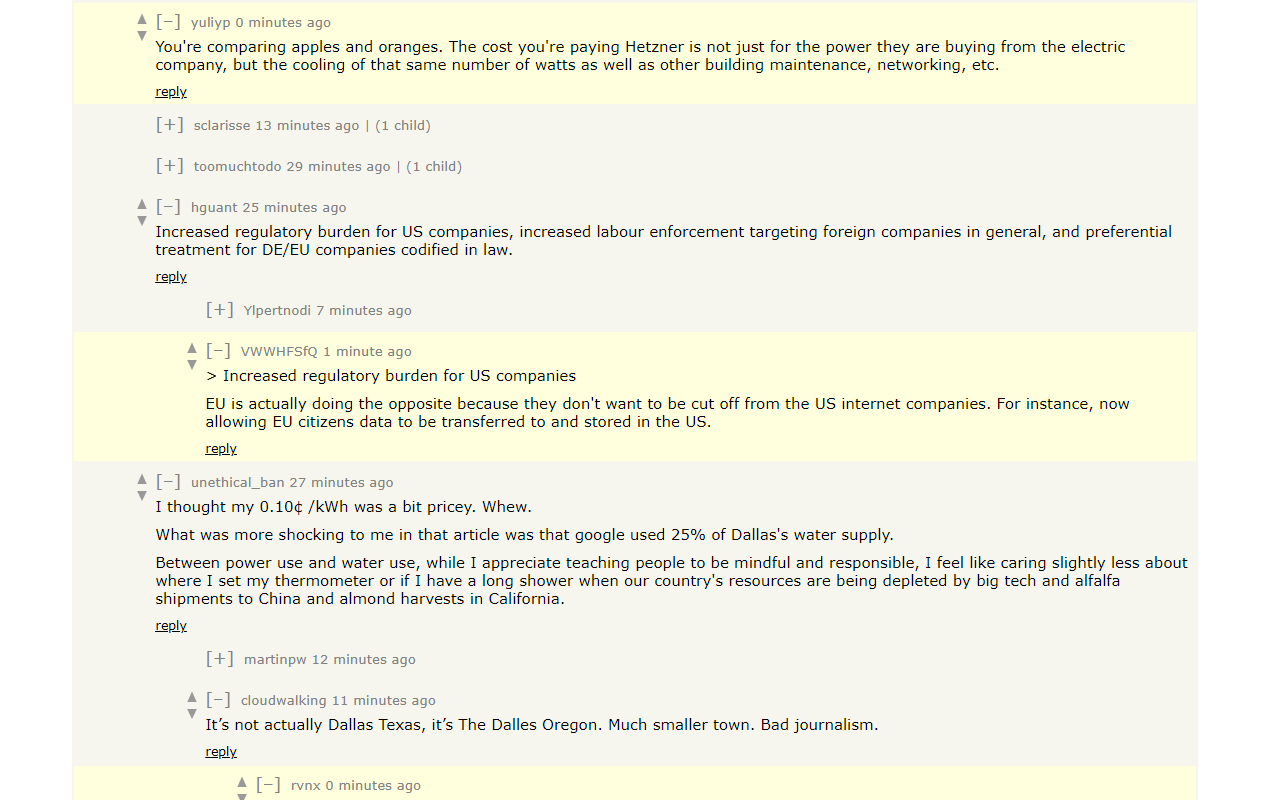 ▲ [−] yuliyp 0 minutes ago
▼
You're comparing apples and oranges. The cost you're paying Hetzner is not just for the power they are buying from the electric
company, but the cooling of that same number of watts as well as other building maintenance, networking, etc.
reply
[+] sclarisse 13 minutes ago | (1 child)
[+] toomuchtodo 29 minutes ago | (1 child)
▲ [−] hguant 25 minutes ago
▼
Increased regulatory burden for US companies, increased labour enforcement targeting foreign companies in general, and preferential
treatment for DE/EU companies codified in law.
reply
[+] Ylpertnodi 7 minutes ago
▲ [−] VWWHFSfQ 1 minute ago
▼
> Increased regulatory burden for US companies
EU is actually doing the opposite because they don't want to be cut off from the US internet companies. For instance, now
allowing EU citizens data to be transferred to and stored in the US.
reply
▲ [−] unethical_ban 27 minutes ago
▼
I thought my 0.10¢ /kWh was a bit pricey. Whew.
What was more shocking to me in that article was that google used 25% of Dallas's water supply.
Between power use and water use, while I appreciate teaching people to be mindful and responsible, I feel like caring slightly less about
where I set my thermometer or if I have a long shower when our country's resources are being depleted by big tech and alfalfa
shipments to China and almond harvests in California.
reply
[+] martinpw 12 minutes ago
▲ [−] cloudwalking 11 minutes ago
▼
It’s not actually Dallas Texas, it’s The Dalles Oregon. Much smaller town. Bad journalism.
reply
▲ [−] rvnx 0 minutes ago
▼